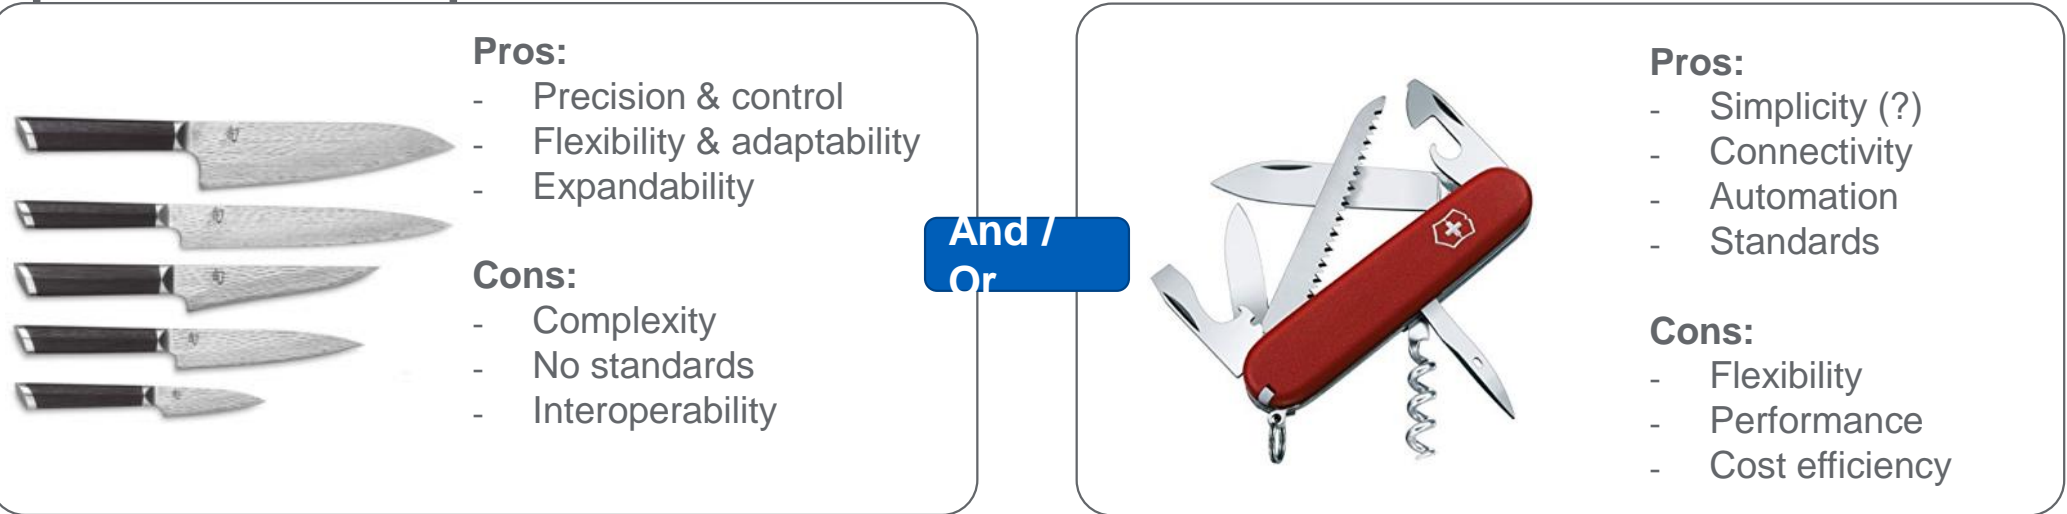 Pros:
- Precision & control
- Flexibility & adaptability
- Expandability
Cons:
- Complexity
- No standards
- Interoperability
And /
Or
Pros:
- Simplicity (?)
- Connectivity
- Automation
- Standards
Cons:
- Flexibility
- Performance
- Cost efficiency